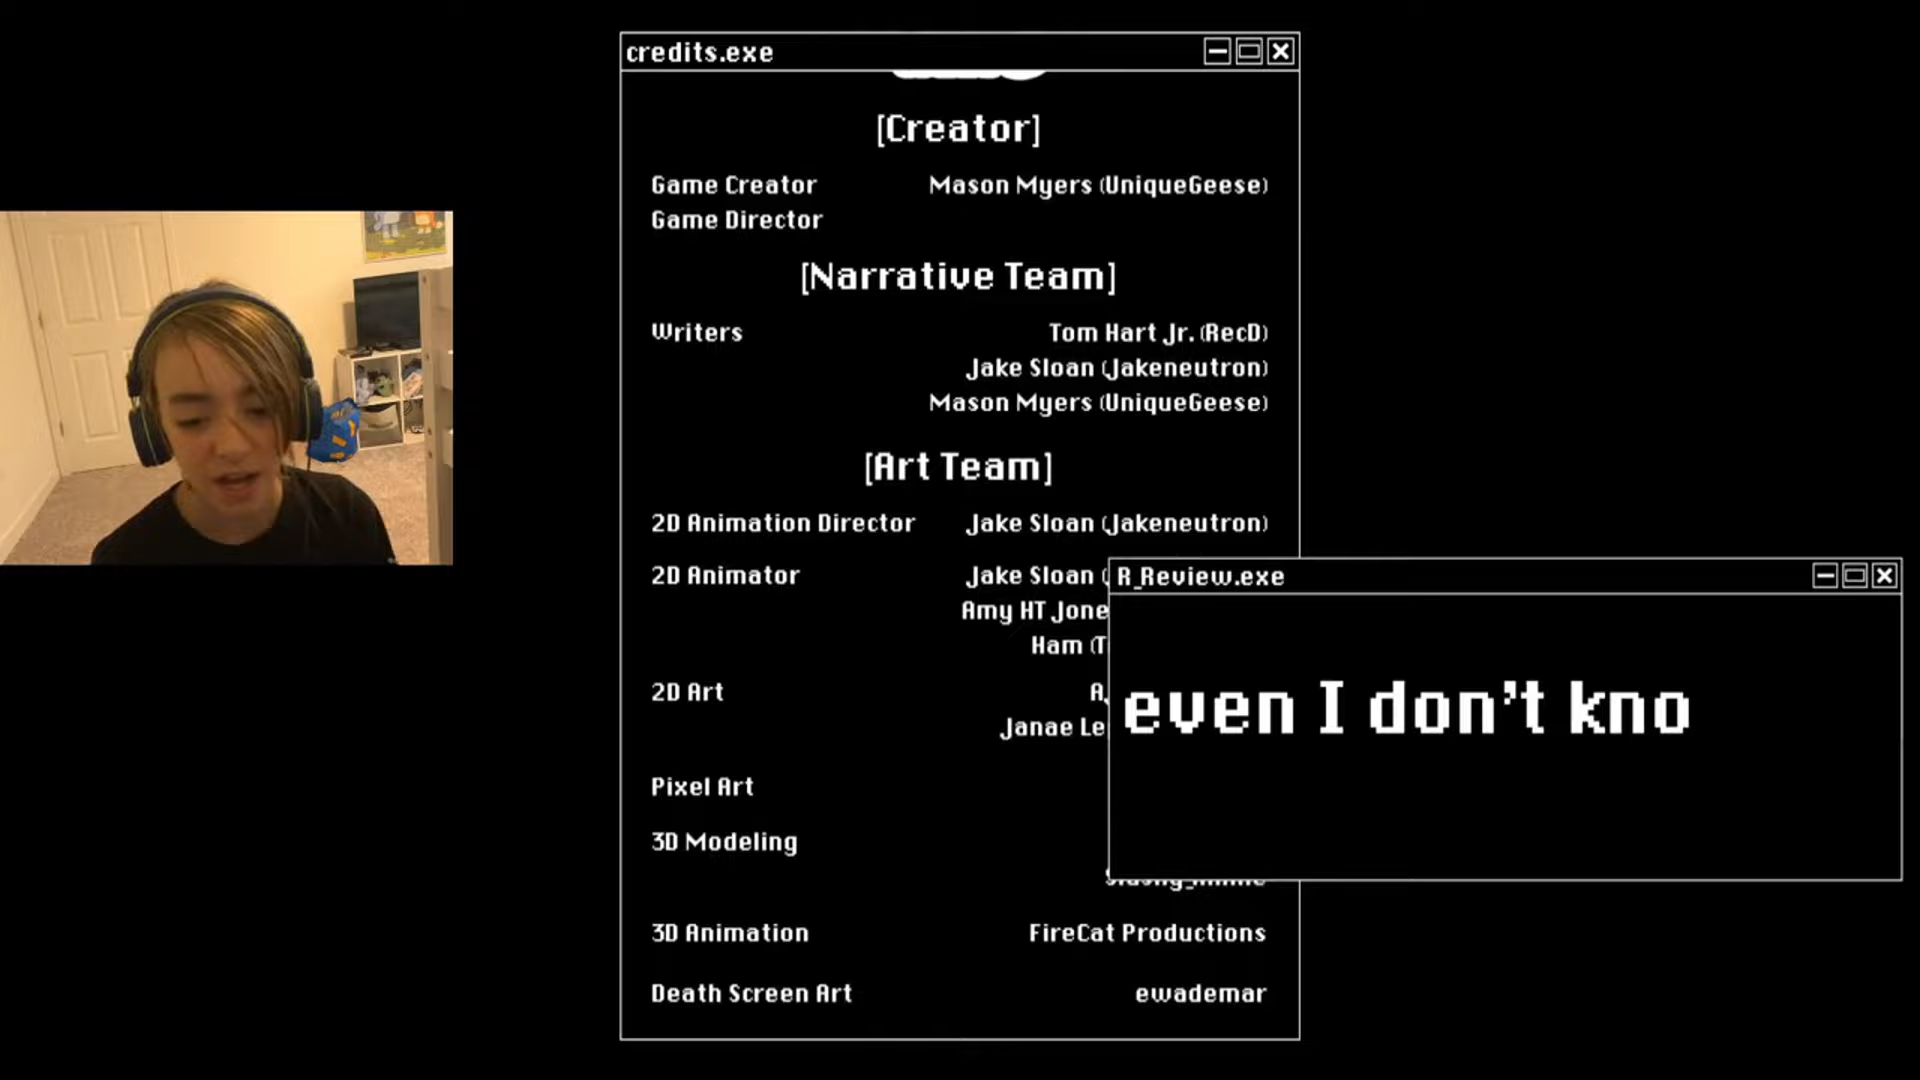 credits.exe
[Creator]
Game Creator Mason Myers (UniqueGeese)
Game Director
[Narrative Team]
Writers Tom Hart Jr. (RecD)
Jake Sloan (Jakeneutron)
Mason Myers (UniqueGeese)
[Art Team]
2D Animation Director Jake Sloan (Jakeneutron)
2D Animator Jake Sloan (
Amy HT Jone
Ham (T
2D Art A
Janae Le
Pixel Art
3D Modeling
3D Animation FireCat Productions
Death Screen Art ewademar
R_Review.exe
even I don't kno